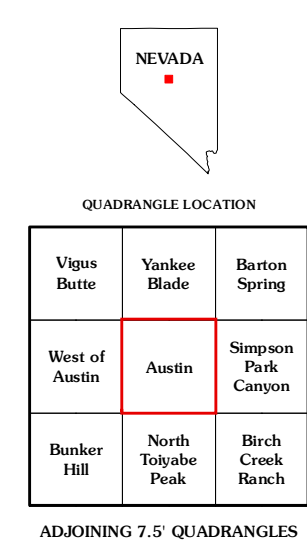 NEVADA
QUADRANGLE LOCATION
Vigus
Butte
Yankee
Blade
Barton
Spring
West of
Austin
Austin
Simpson
Park
Canyon
Bunker
Hill
North
Toiyabe
Peak
Birch
Creek
Ranch
ADJOINING 7.5' QUADRANGLES